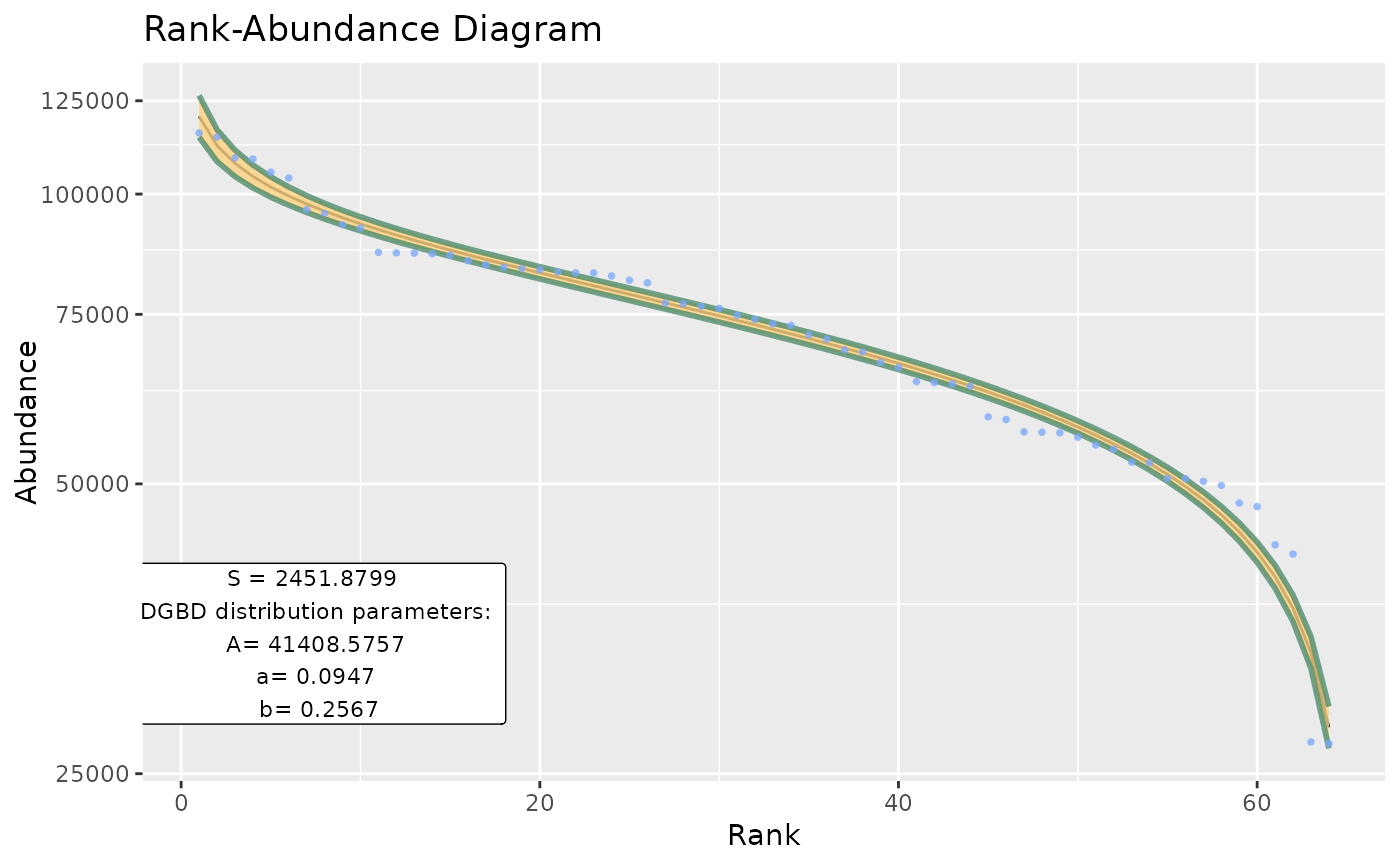 Rank-Abundance Diagram
125000
100000
75000
50000
25000
Abundance
S = 2451.8799
DGBD distribution parameters:
A= 41408.5757
a= 0.0947
b= 0.2567
0 20 40 60
Rank